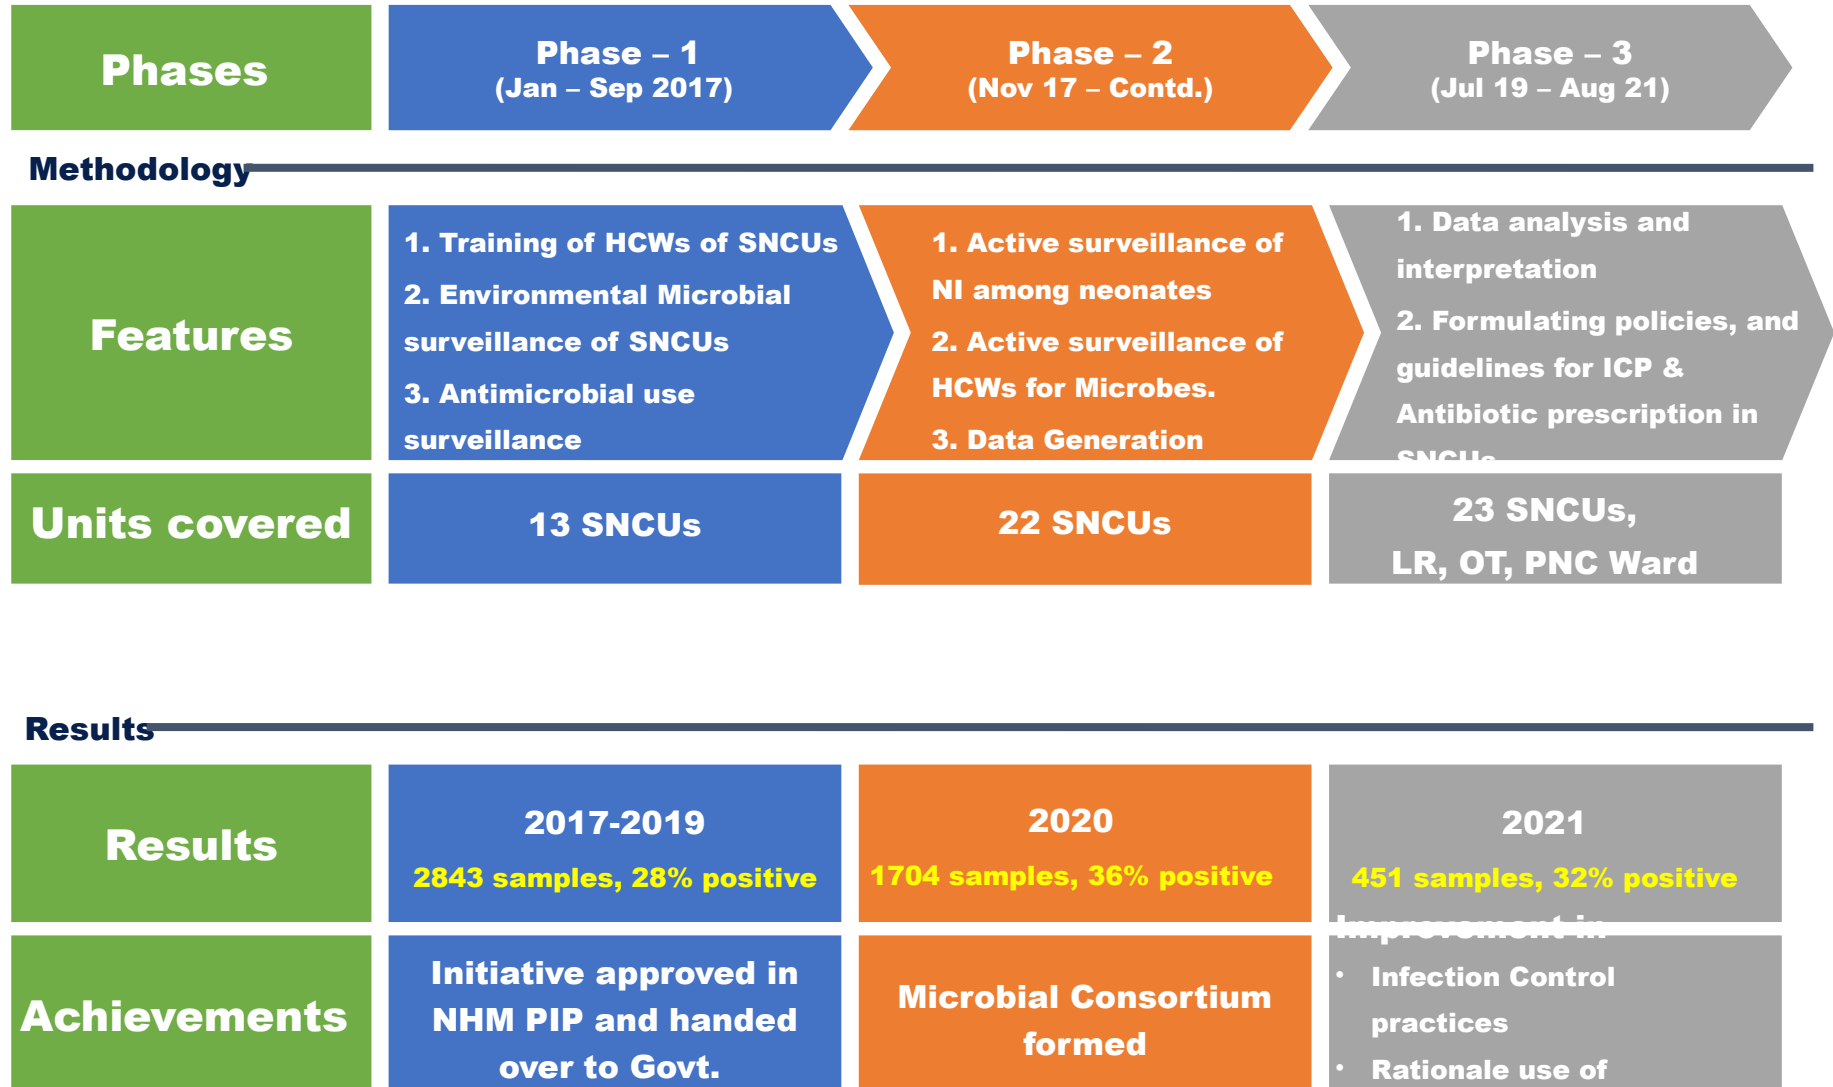 Phases
Phase – 1
(Jan – Sep 2017)
Phase – 2
(Nov 17 – Contd.)
Phase – 3
(Jul 19 – Aug 21)
Methodology
Features
1. Training of HCWs of SNCUs
2. Environmental Microbial
surveillance of SNCUs
3. Antimicrobial use
surveillance
1. Active surveillance of
NI among neonates
2. Active surveillance of
HCWs for Microbes.
3. Data Generation
1. Data analysis and
interpretation
2. Formulating policies, and
guidelines for ICP &
Antibiotic prescription in
SNCUs
Units covered
13 SNCUs
22 SNCUs
23 SNCUs,
LR, OT, PNC Ward
Results
Results
2017-2019
2843 samples, 28% positive
2020
1704 samples, 36% positive
2021
451 samples, 32% positive
Achievements
Initiative approved in
NHM PIP and handed
over to Govt.
Microbial Consortium
formed
Improvement in
• Infection Control
practices
• Rationale use of